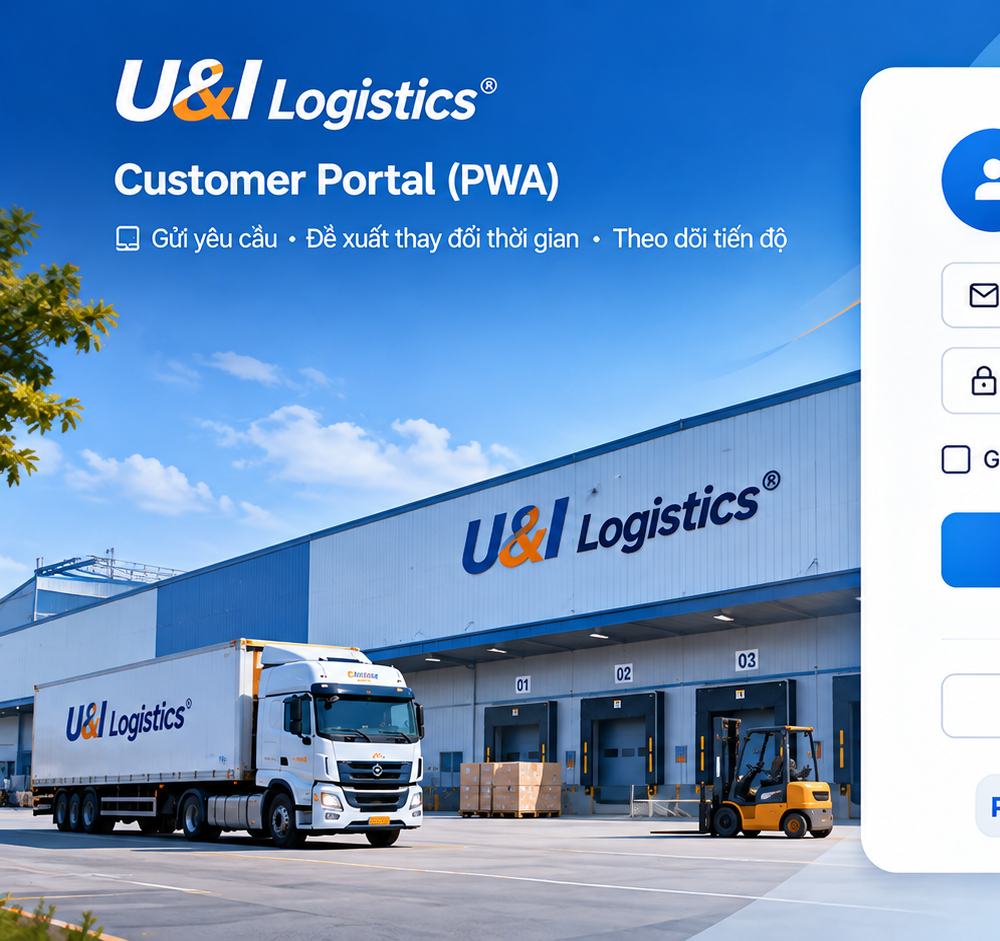 U&I Logistics®
Customer Portal (PWA)
Gửi yêu cầu • Đề xuất thay đổi thời gian • Theo dõi tiến độ
G
U&I Logistics®
03
02
01
U&I Logistics®